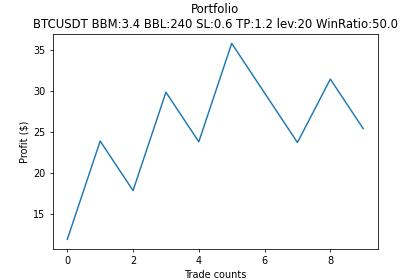 Portfolio
BTCUSDT BBM:3.4 BBL:240 SL:0.6 TP:1.2 lev:20 WinRatio:50.0
35
30
25
20
15
Profit ($)
0 2 4 6 8
Trade counts